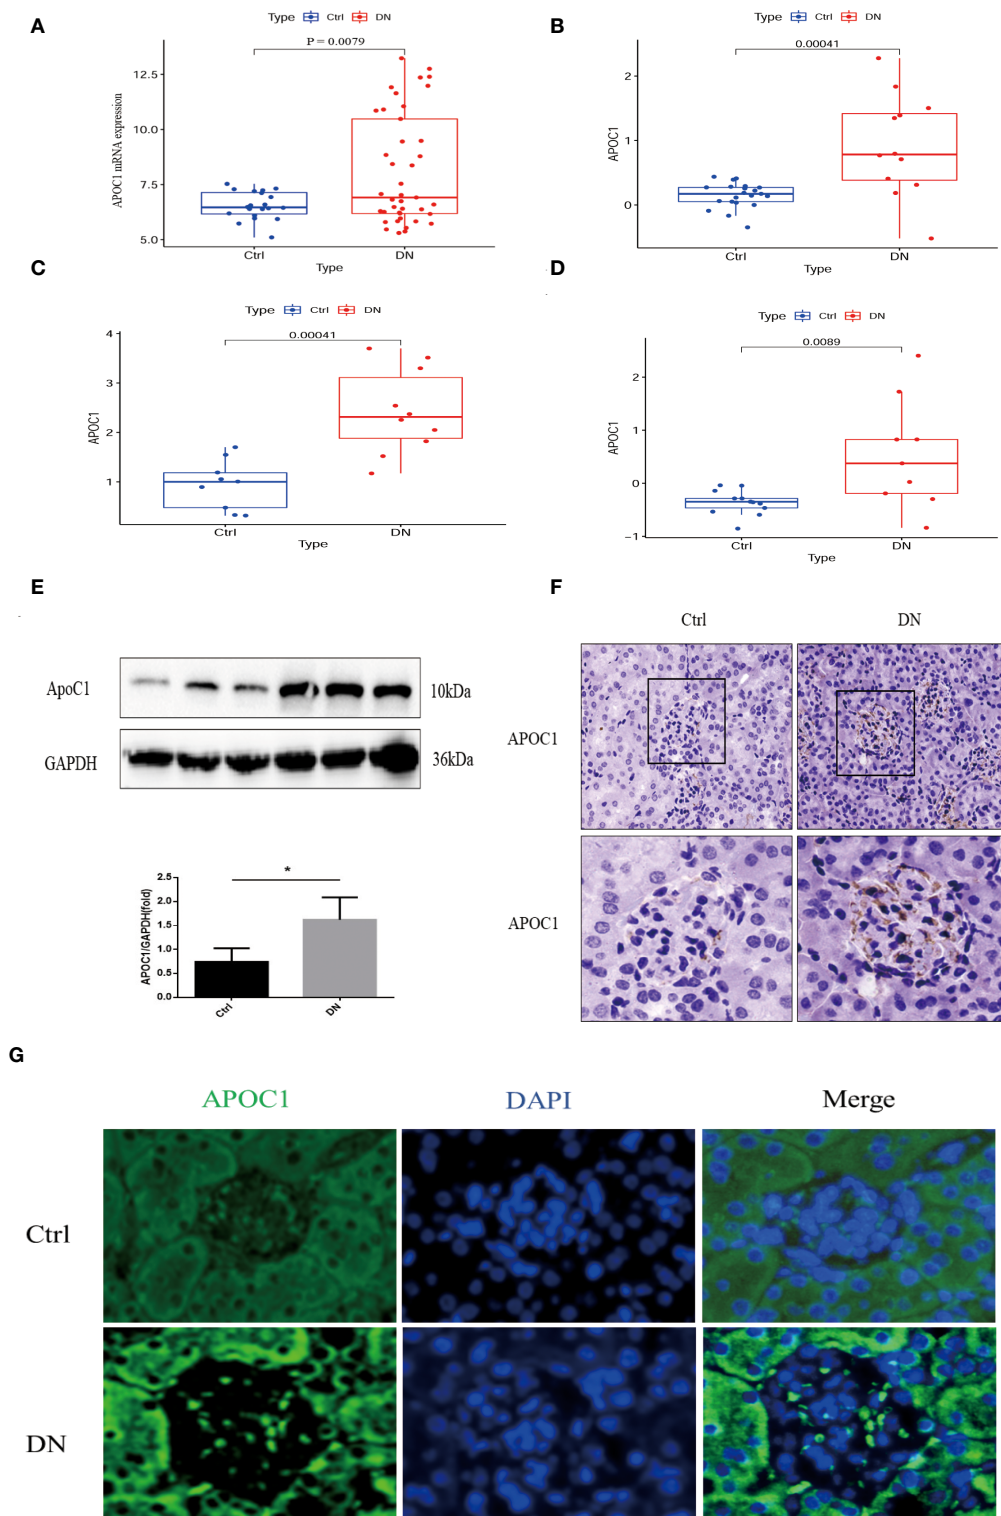 A
Type Ctrl DN
P = 0.0079
APOC1 mRNA expression
12.5
10.0
7.5
5.0
Ctrl DN
Type
B
Type Ctrl DN
0.00041
APOC1
2
1
0
Ctrl DN
Type
C
Type Ctrl DN
0.00041
APOC1
4
3
2
1
Ctrl DN
Type
D
Type Ctrl DN
0.0089
APOC1
2
1
0
−1
Ctrl DN
Type
E
ApoC1 10kDa
GAPDH 36kDa
*
APOC1/GAPDH(fold)
2.5
2.0
1.5
1.0
0.5
0.0
Ctrl DN
F
Ctrl DN
APOC1
APOC1
G
APOC1 DAPI Merge
Ctrl
DN